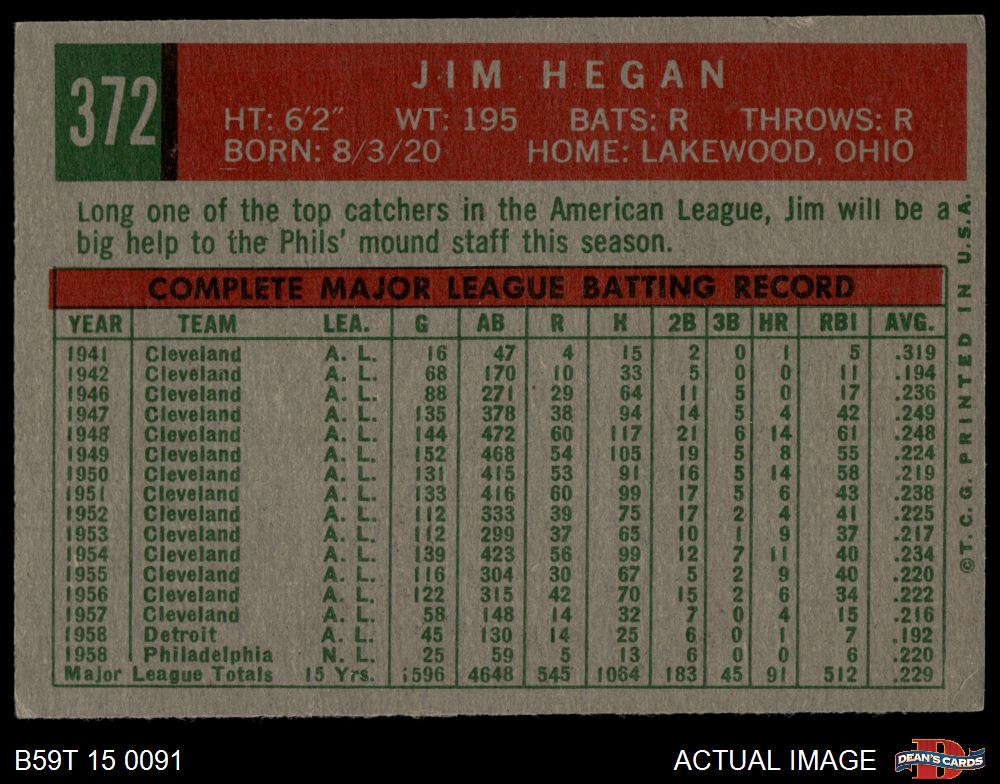 372
JIM HEGAN
HT: 6'2" WT: 195 BATS: R THROWS: R
BORN: 8/3/20 HOME: LAKEWOOD, OHIO
Long one of the top catchers in the American League, Jim will be a
big help to the Phils' mound staff this season.
COMPLETE MAJOR LEAGUE BATTING RECORD
YEAR TEAM LEA. G AB R H 2B 3B HR RBI AVG.
1941 Cleveland A. L. 16 47 4 15 2 0 1 5 .319
1942 Cleveland A. L. 68 170 10 33 5 0 0 11 .194
1946 Cleveland A. L. 88 271 29 64 11 5 0 17 .236
1947 Cleveland A. L. 135 378 38 94 14 5 4 42 .249
1948 Cleveland A. L. 144 472 60 117 21 6 14 61 .248
1949 Cleveland A. L. 152 468 54 105 19 5 8 55 .224
1950 Cleveland A. L. 131 415 53 91 16 5 14 58 .219
1951 Cleveland A. L. 133 416 60 99 17 5 6 43 .238
1952 Cleveland A. L. 112 333 39 75 17 2 4 41 .225
1953 Cleveland A. L. 112 299 37 65 10 1 9 37 .217
1954 Cleveland A. L. 139 423 56 99 12 7 11 40 .234
1955 Cleveland A. L. 116 304 30 67 5 2 9 40 .220
1956 Cleveland A. L. 122 315 42 70 15 2 6 34 .222
1957 Cleveland A. L. 58 148 14 32 7 0 4 15 .216
1958 Detroit A. L. 45 130 14 25 6 0 1 7 .192
1958 Philadelphia N. L. 25 59 5 13 6 0 0 6 .220
Major League Totals 15 Yrs. 1596 4648 545 1064 183 45 91 512 .229
©T. C. G. PRINTED IN U.S.A.
B59T 15 0091
ACTUAL IMAGE
D
DEAN'S CARDS